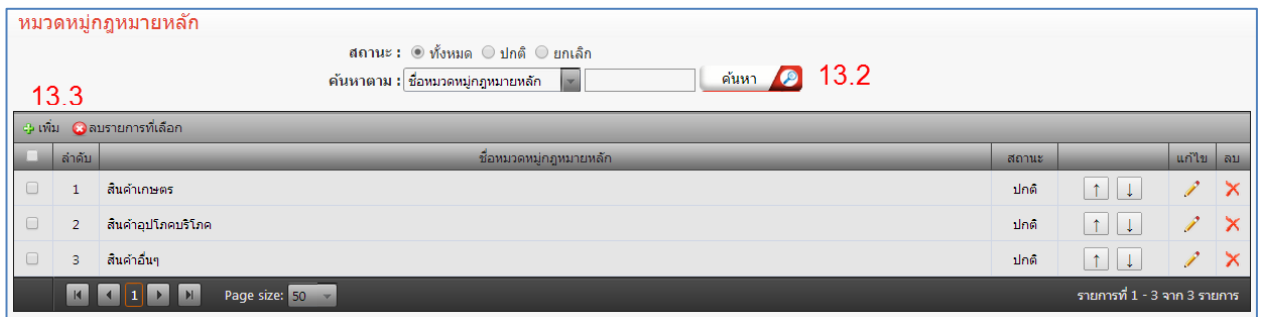 หมวดหมู่กฎหมายหลัก
สถานะ : ทั้งหมด ปกติ ยกเลิก
ค้นหาตาม : ชื่อหมวดหมู่กฎหมายหลัก ค้นหา 13.2
13.3
เพิ่ม ลบรายการที่เลือก
ลำดับ ชื่อหมวดหมู่กฎหมายหลัก สถานะ แก้ไข ลบ
1 สินค้าเกษตร ปกติ ↑ ↓
2 สินค้าอุปโภคบริโภค ปกติ ↑ ↓
3 สินค้าอื่นๆ ปกติ ↑ ↓
1 Page size: 50 รายการที่ 1 - 3 จาก 3 รายการ